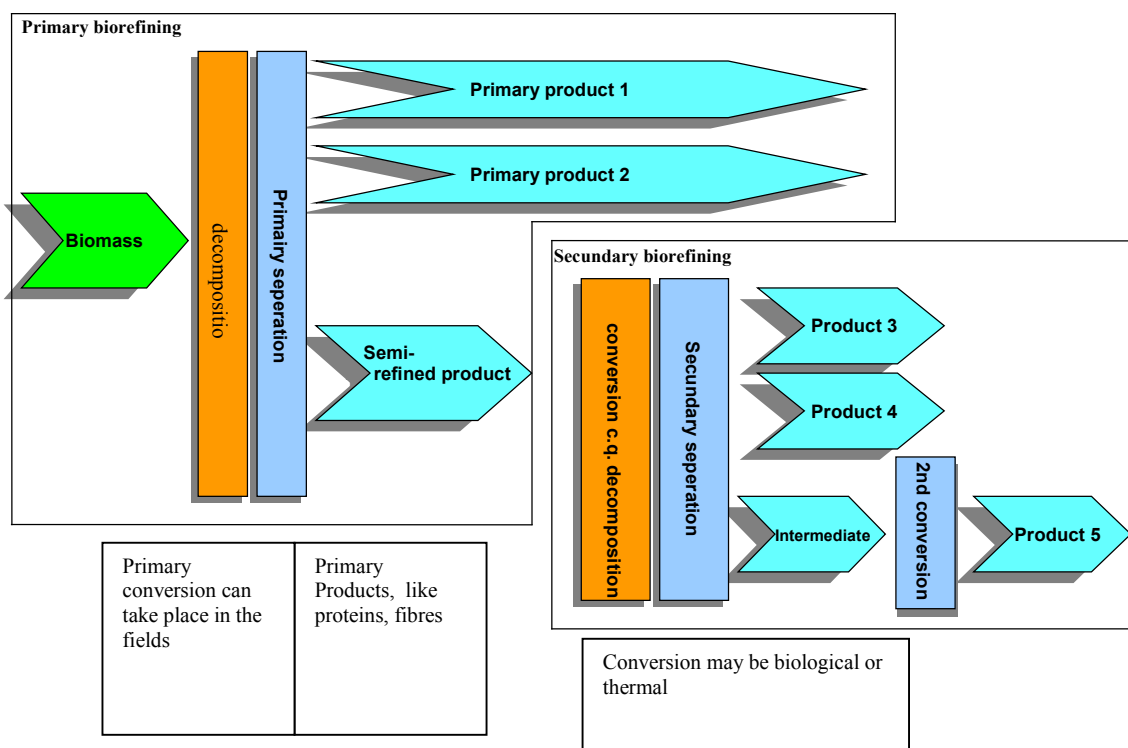 Primary biorefining
Primary product 1
Primary product 2
Biomass
decompositio
Primairy seperation
Semi-
refined product
Secundary biorefining
conversion c.q. decomposition
Secundary seperation
Product 3
Product 4
Intermediate
2nd conversion
Product 5
Primary
conversion can
take place in the
fields
Primary
Products, like
proteins, fibres
Conversion may be biological or
thermal